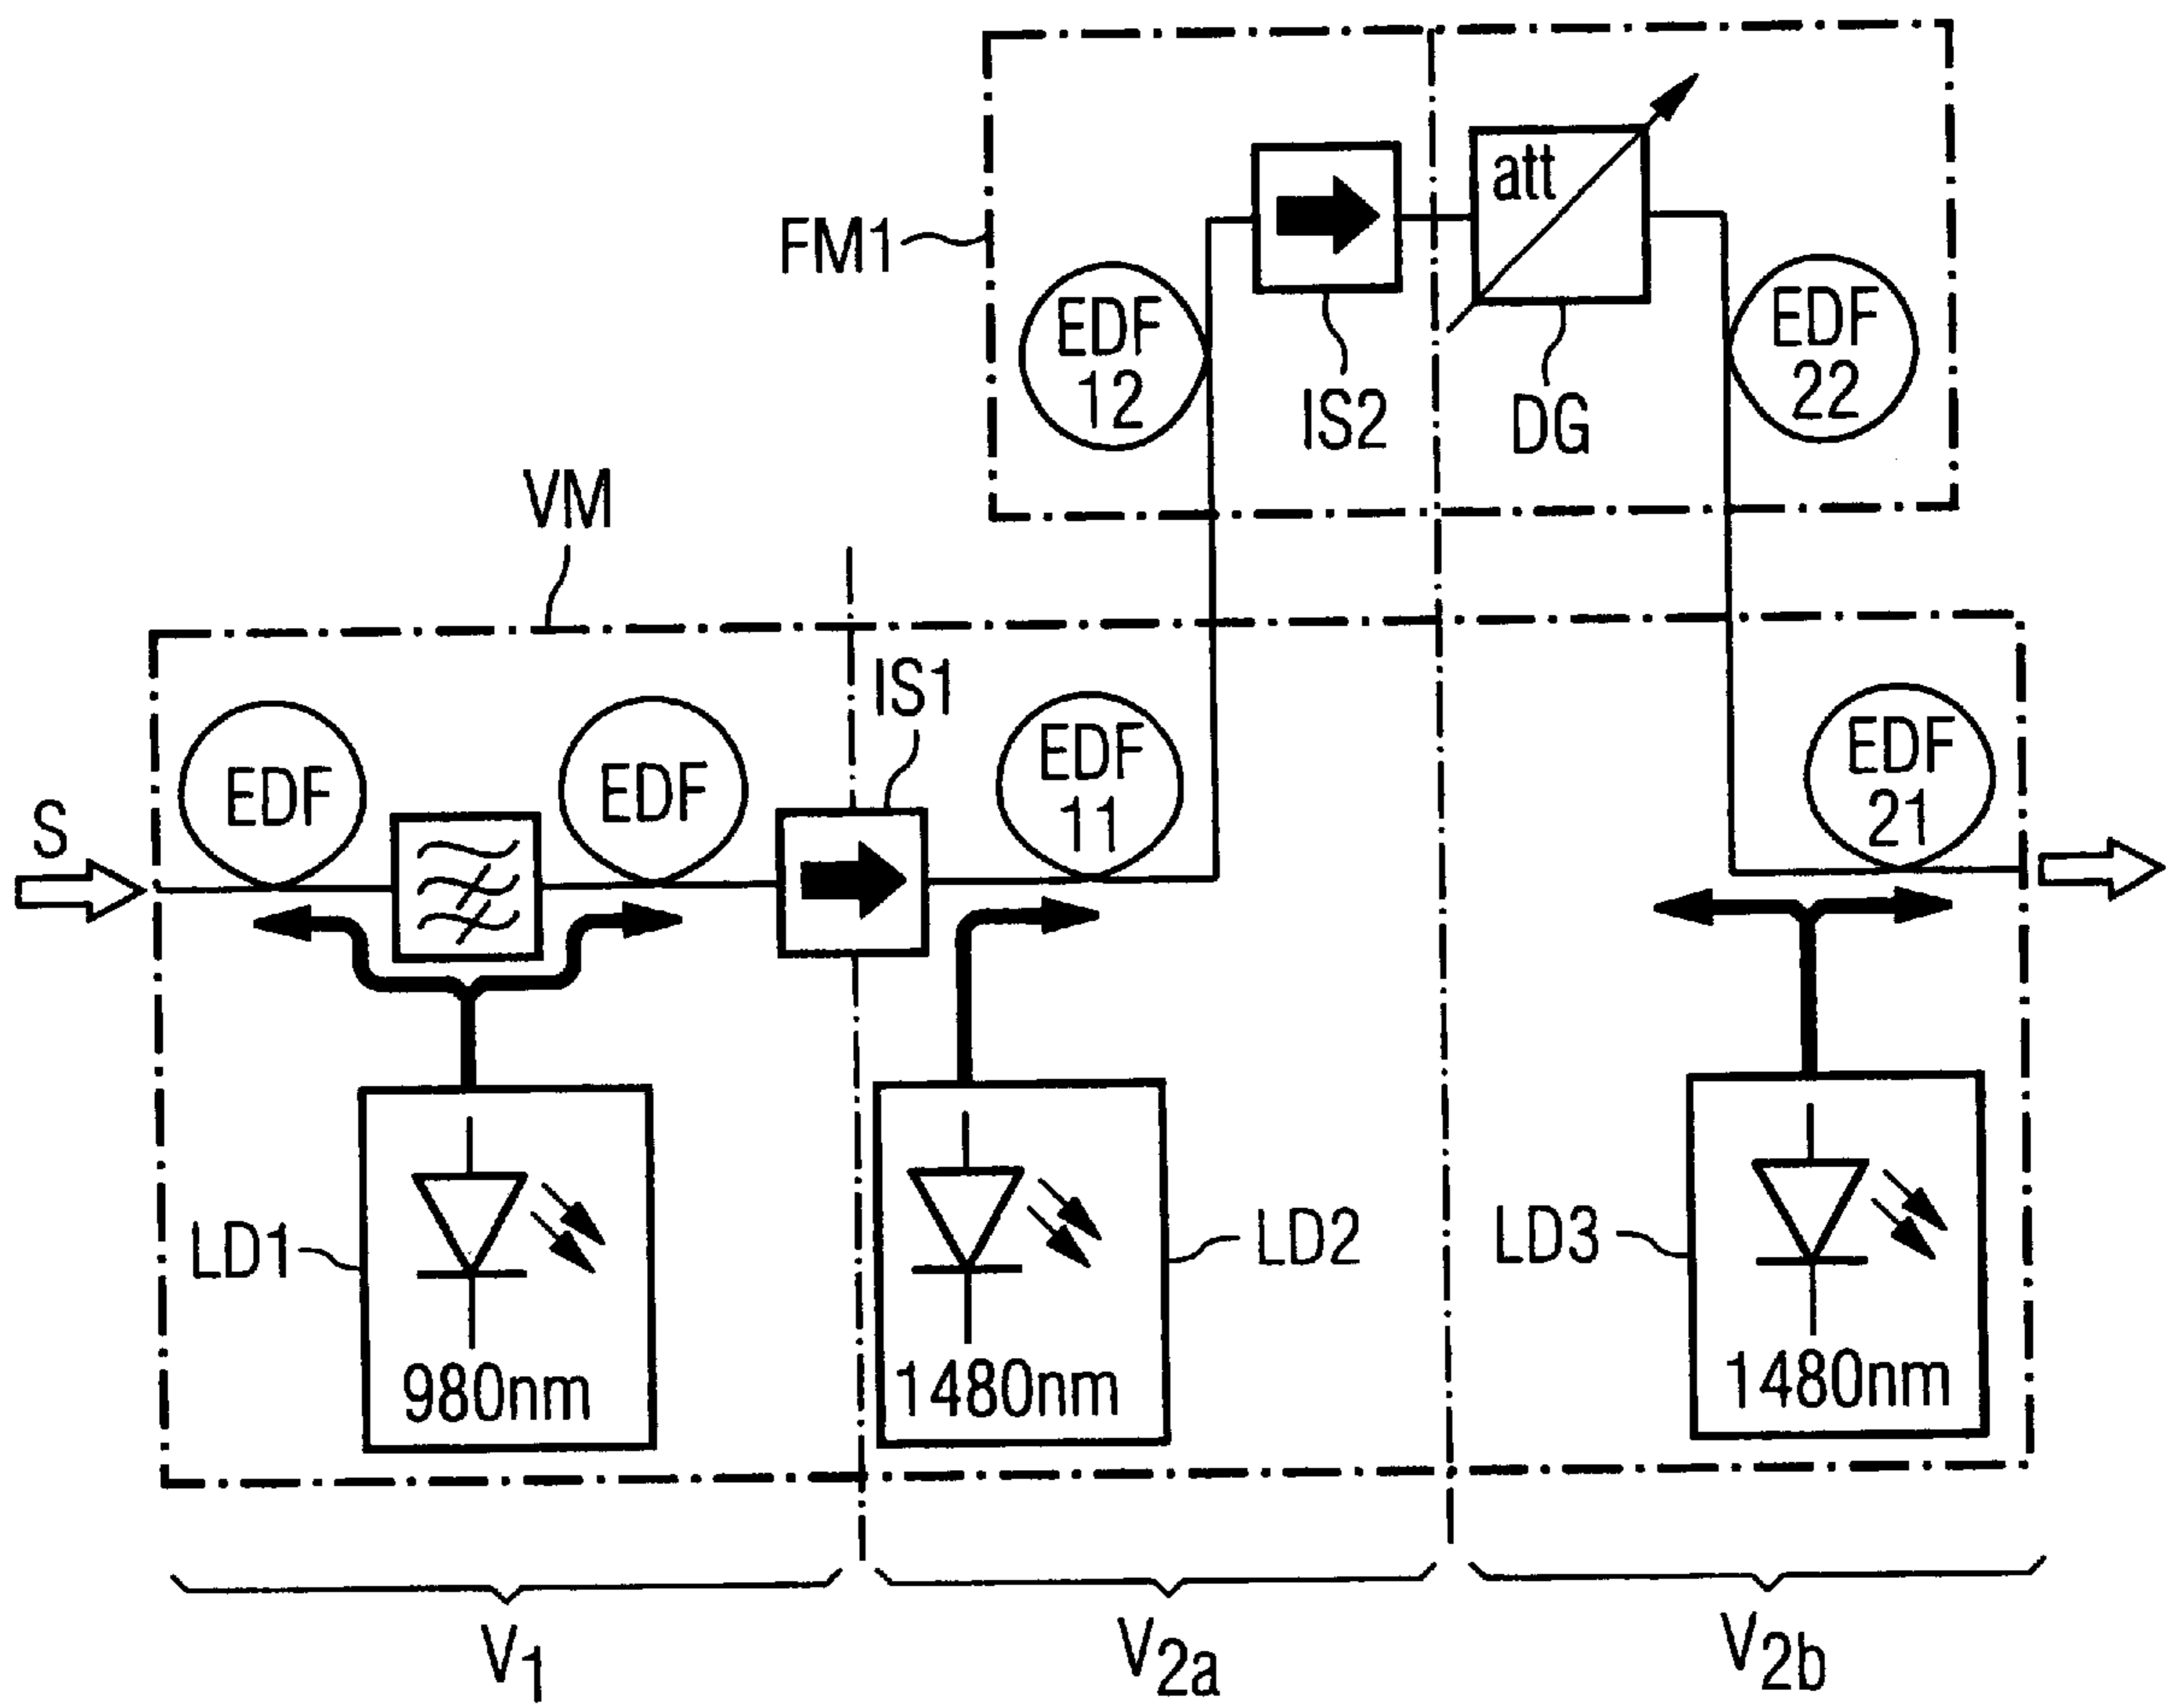 att
FM1
EDF
12
EDF
22
IS2
DG
VM
IS1
EDF
EDF
EDF
11
EDF
21
S
LD1
LD2
LD3
980nm
1480nm
1480nm
V1
V2a
V2b